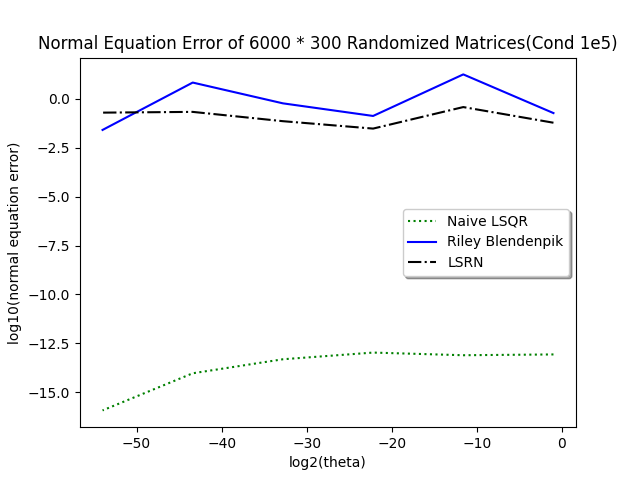 Normal Equation Error of 6000 * 300 Randomized Matrices(Cond 1e5)
log10(normal equation error)
0.0
−2.5
−5.0
−7.5
−10.0
−12.5
−15.0
Naive LSQR
Riley Blendenpik
LSRN
−50 −40 −30 −20 −10 0
log2(theta)